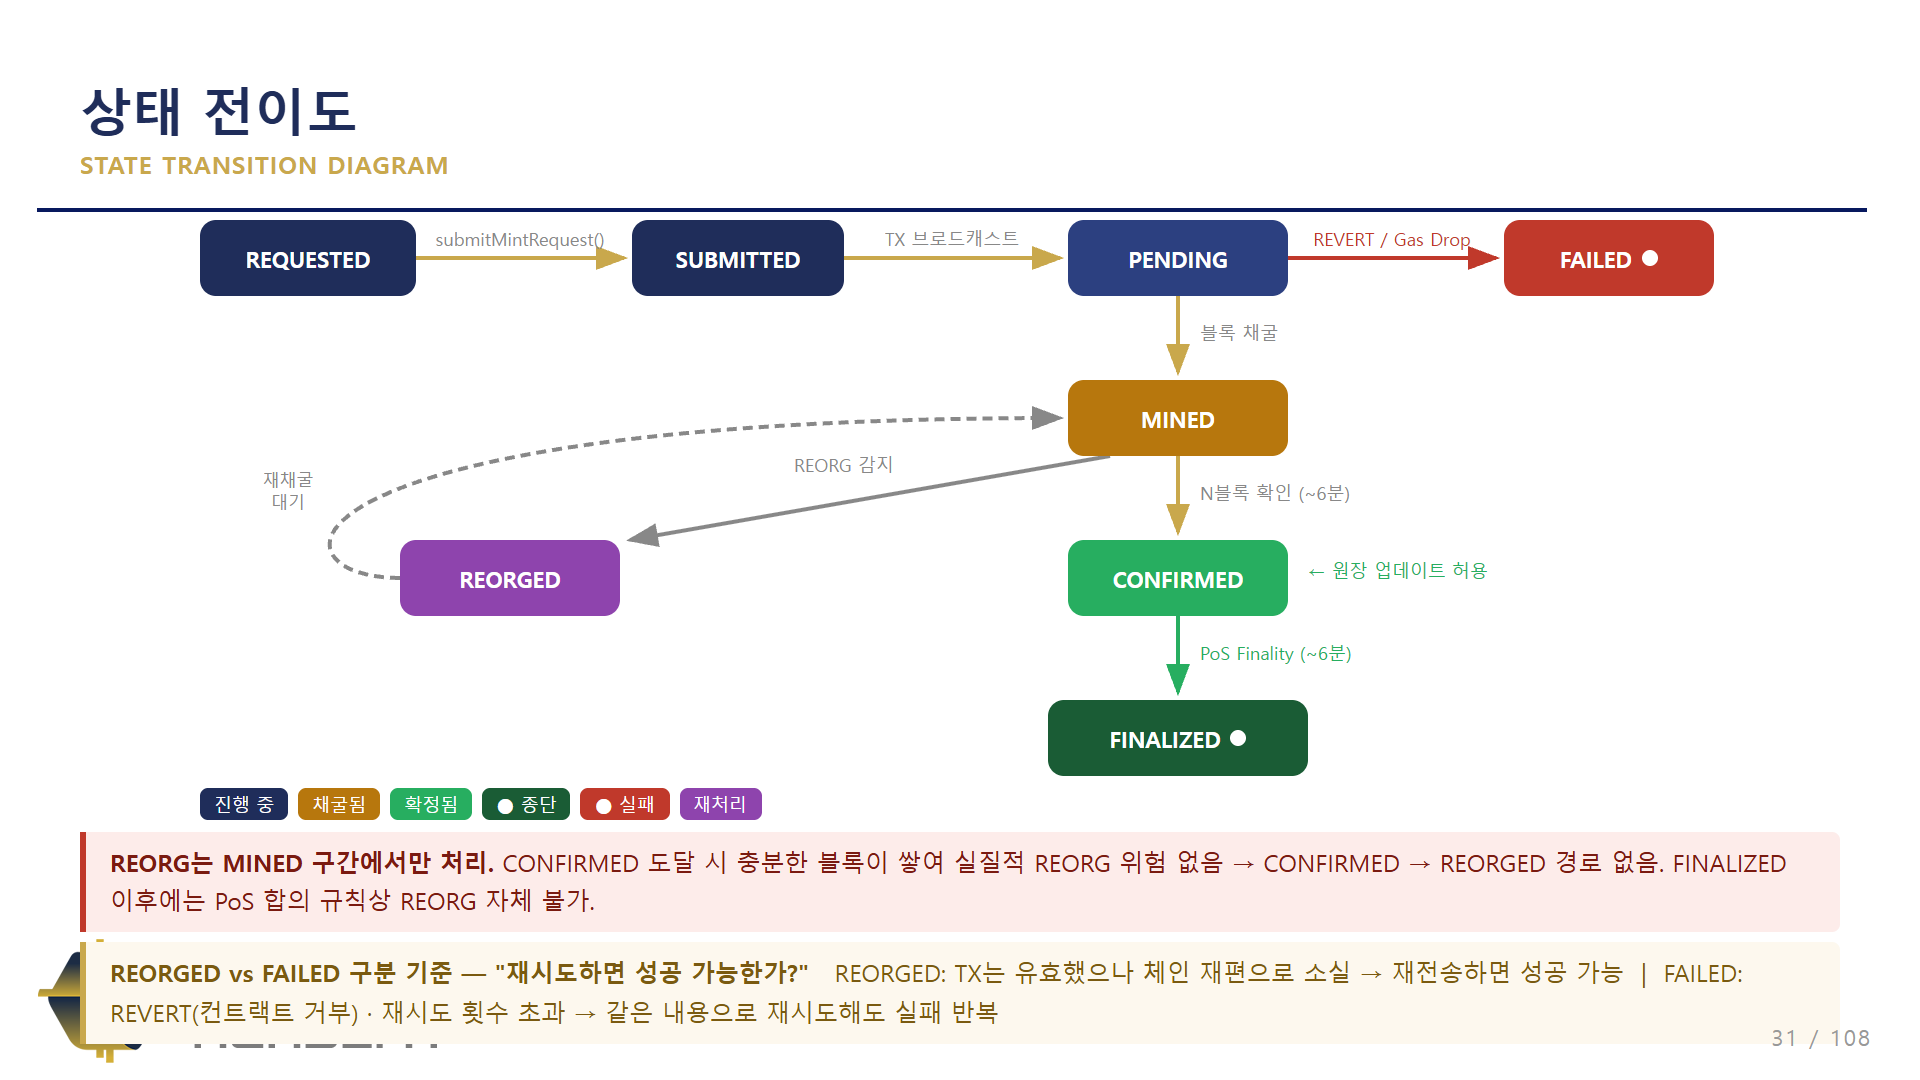 상태 전이도
STATE TRANSITION DIAGRAM
REQUESTED
submitMintRequest()
SUBMITTED
TX 브로드캐스트
PENDING
REVERT / Gas Drop
FAILED ●
블록 채굴
MINED
REORG 감지
재채굴
대기
N블록 확인 (~6분)
REORGED
CONFIRMED
← 원장 업데이트 허용
PoS Finality (~6분)
FINALIZED ●
진행 중
채굴됨
확정됨
● 종단
● 실패
재처리
REORG는 MINED 구간에서만 처리. CONFIRMED 도달 시 충분한 블록이 쌓여 실질적 REORG 위험 없음 → CONFIRMED → REORGED 경로 없음. FINALIZED
이후에는 PoS 합의 규칙상 REORG 자체 불가.
REORGED vs FAILED 구분 기준 — "재시도하면 성공 가능한가?" REORGED: TX는 유효했으나 체인 재편으로 소실 → 재전송하면 성공 가능 | FAILED:
REVERT(컨트랙트 거부) · 재시도 횟수 초과 → 같은 내용으로 재시도해도 실패 반복
31 / 108